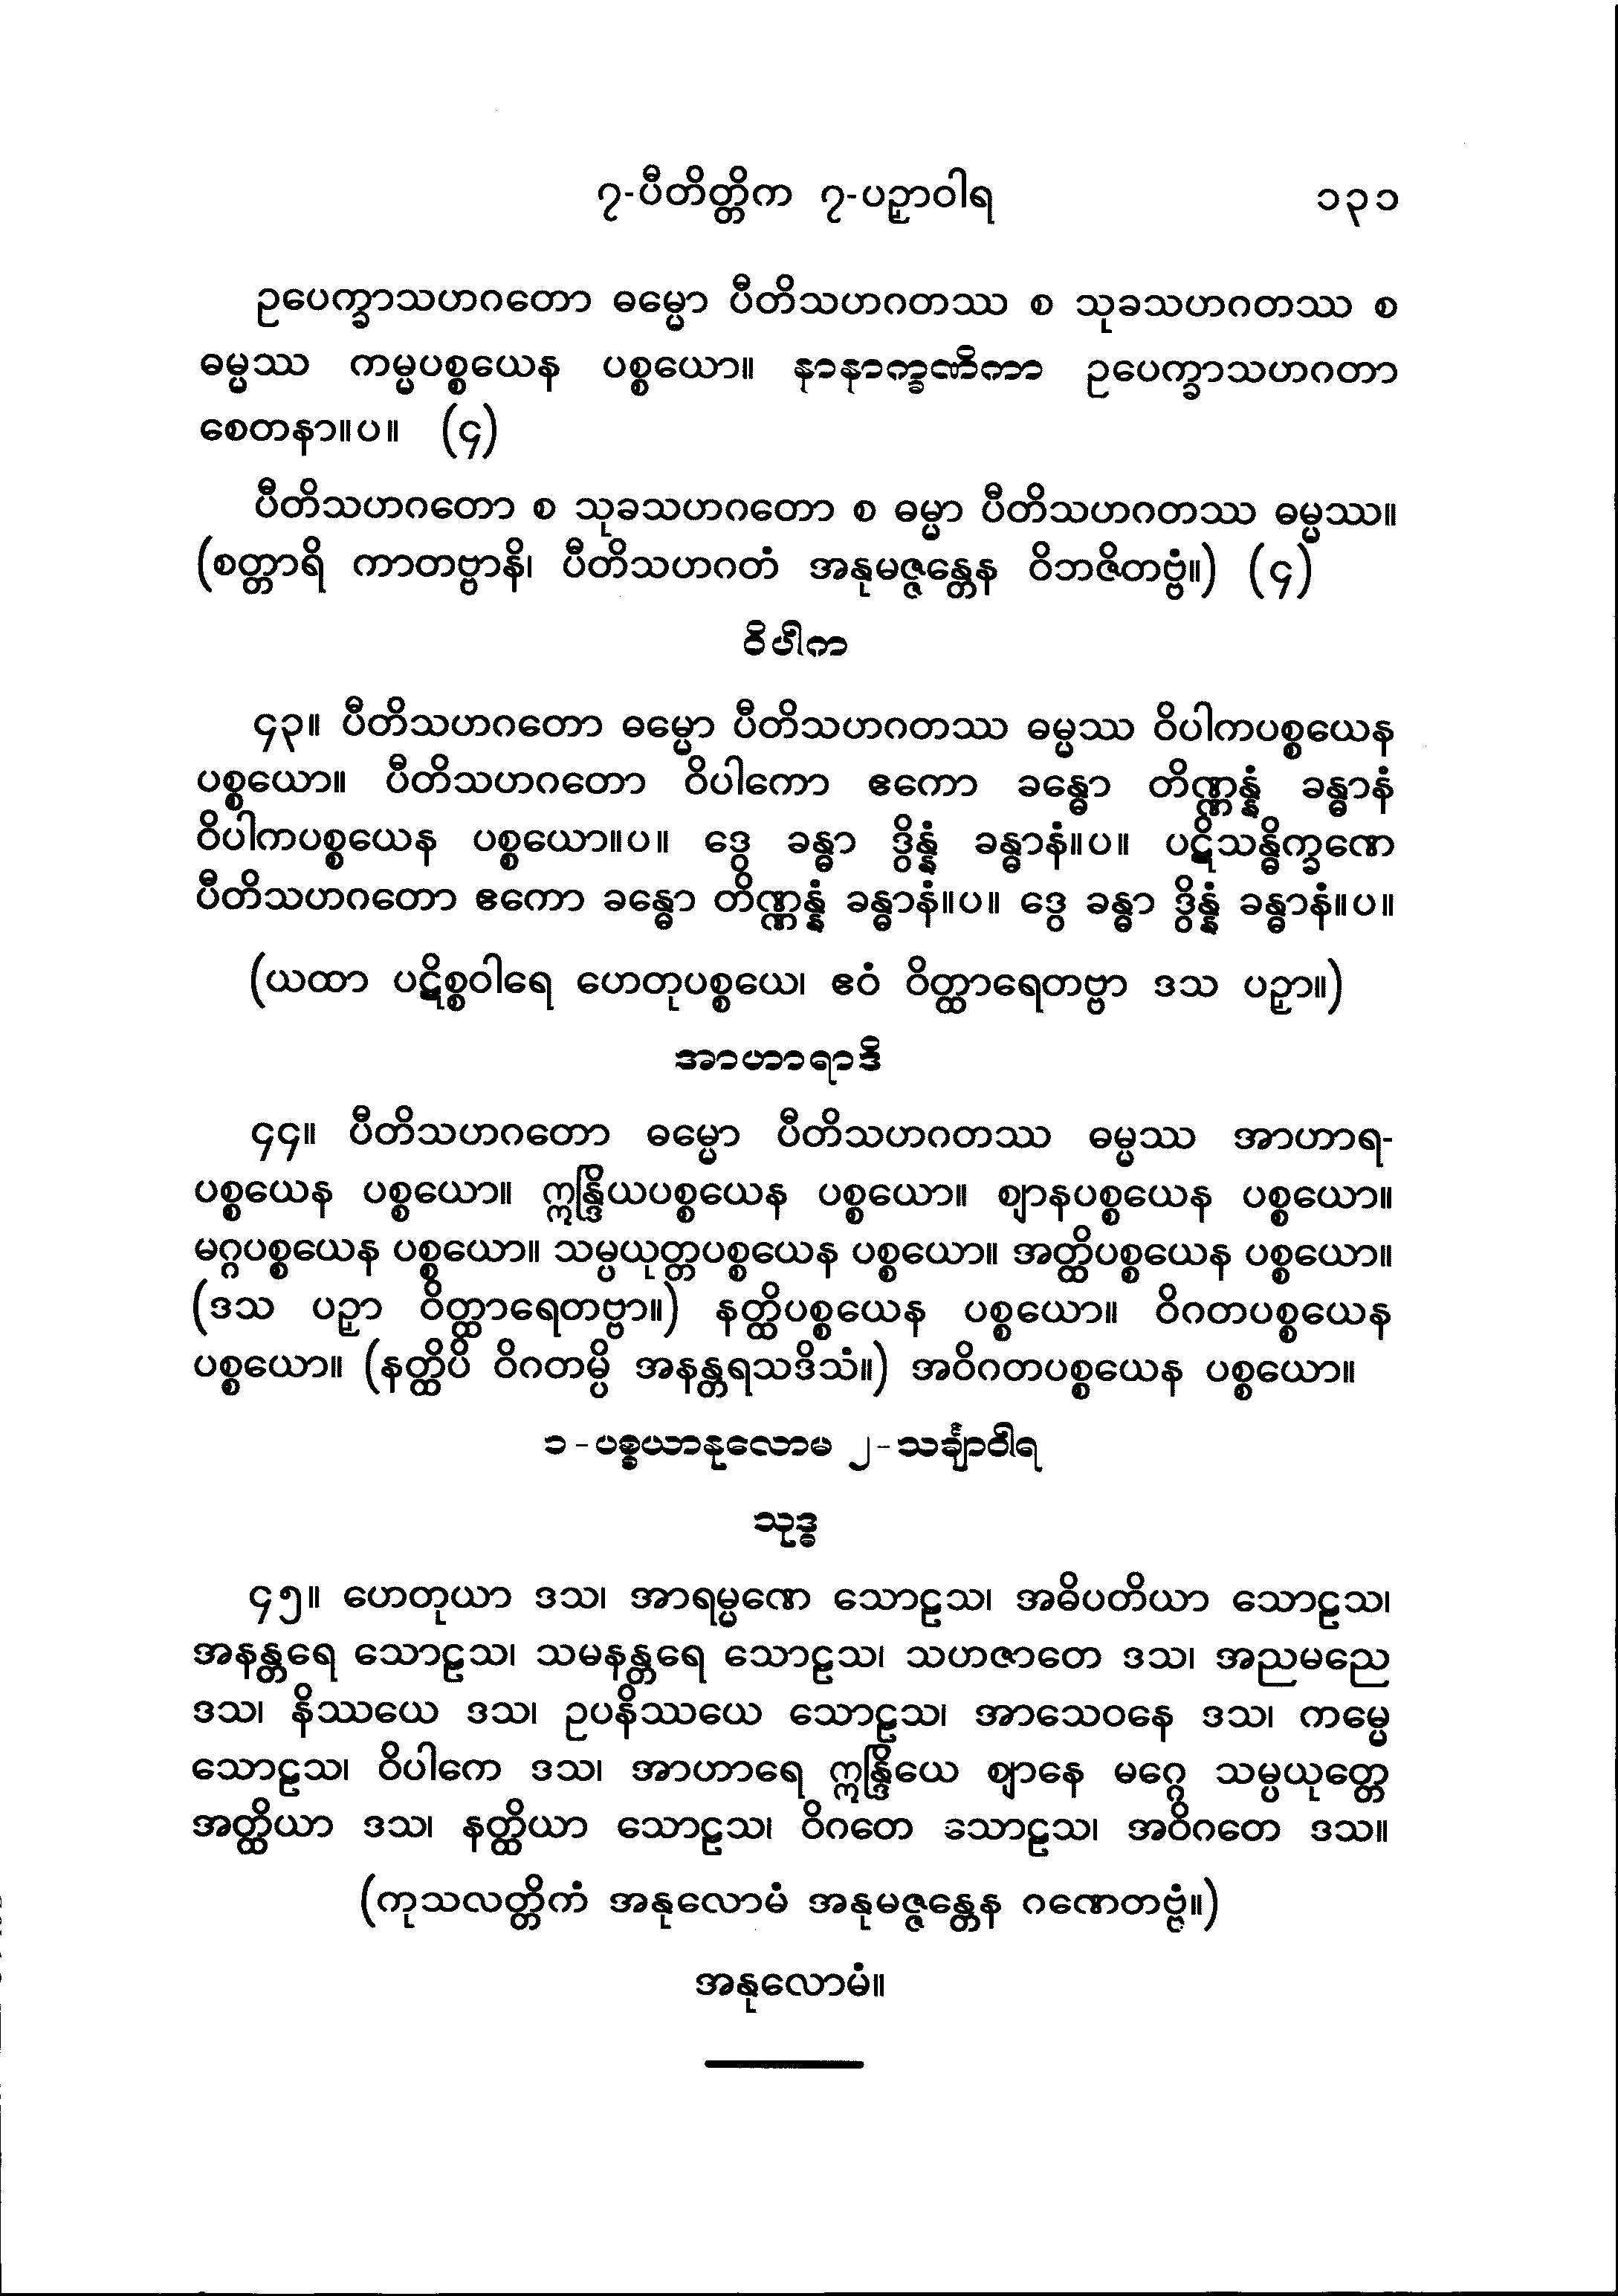 ၇-ပီတိတ္တိက ၇-ပဉှာဝါရ ၁၃၁
ဥပေက္ခာသဟဂတော ဓမ္မော ပီတိသဟဂတဿ စ သုခသဟဂတဿ စ
ဓမ္မဿ ကမ္မပစ္စယေန ပစ္စယော။ နာနာက္ခဏိကာ ဥပေက္ခာသဟဂတာ
စေတနာ။ပ။ (၄)
ပီတိသဟဂတော စ သုခသဟဂတော စ ဓမ္မာ ပီတိသဟဂတဿ ဓမ္မဿ။
(စတ္တာရိ ကာတဗ္ဗာနိ၊ ပီတိသဟဂတံ အနုမဇ္ဇန္တေန ဝိဘဇိတဗ္ဗံ။) (၄)
ဝိပါက
၄၃။ ပီတိသဟဂတော ဓမ္မော ပီတိသဟဂတဿ ဓမ္မဿ ဝိပါကပစ္စယေန
ပစ္စယော။ ပီတိသဟဂတော ဝိပါကော ဧကော ခန္ဓော တိဏ္ဏန္နံ ခန္ဓာနံ
ဝိပါကပစ္စယေန ပစ္စယော။ပ။ ဒွေ ခန္ဓာ ဒွိန္နံ ခန္ဓာနံ။ပ။ ပဋိသန္ဓိက္ခဏေ
ပီတိသဟဂတော ဧကော ခန္ဓော တိဏ္ဏန္နံ ခန္ဓာနံ။ပ။ ဒွေ ခန္ဓာ ဒွိန္နံ ခန္ဓာနံ။ပ။
(ယထာ ပဋိစ္စဝါရေ ဟေတုပစ္စယေ၊ ဧဝံ ဝိတ္ထာရေတဗ္ဗာ ဒသ ပဉှာ။)
အာဟာရာဒိ
၄၄။ ပီတိသဟဂတော ဓမ္မော ပီတိသဟဂတဿ ဓမ္မဿ အာဟာရ-
ပစ္စယေန ပစ္စယော။ ဣန္ဒြိယပစ္စယေန ပစ္စယော။ ဈာနပစ္စယေန ပစ္စယော။
မဂ္ဂပစ္စယေန ပစ္စယော။ သမ္ပယုတ္တပစ္စယေန ပစ္စယော။ အတ္ထိပစ္စယေန ပစ္စယော။
(ဒသ ပဉှာ ဝိတ္ထာရေတဗ္ဗာ။) နတ္ထိပစ္စယေန ပစ္စယော။ ဝိဂတပစ္စယေန
ပစ္စယော။ (နတ္ထိပိ ဝိဂတမ္ပိ အနန္တရသဒိသံ။) အဝိဂတပစ္စယေန ပစ္စယော။
၁-ပစ္စယာနုလောမ ၂-သင်္ချာဝါရ
သုဒ္ဓ
၄၅။ ဟေတုယာ ဒသ၊ အာရမ္မဏေ သောဠသ၊ အဓိပတိယာ သောဠသ၊
အနန္တရေ သောဠသ၊ သမနန္တရေ သောဠသ၊ သဟဇာတေ ဒသ၊ အညမညေ
ဒသ၊ နိဿယေ ဒသ၊ ဥပနိဿယေ သောဠသ၊ အာသေဝနေ ဒသ၊ ကမ္မေ
သောဠသ၊ ဝိပါကေ ဒသ၊ အာဟာရေ ဣန္ဒြိယေ ဈာနေ မဂ္ဂေ သမ္ပယုတ္တေ
အတ္ထိယာ ဒသ၊ နတ္ထိယာ သောဠသ၊ ဝိဂတေ သောဠသ၊ အဝိဂတေ ဒသ။
(ကုသလတ္တိကံ အနုလောမံ အနုမဇ္ဇန္တေန ဂဏေတဗ္ဗံ။)
အနုလောမံ။